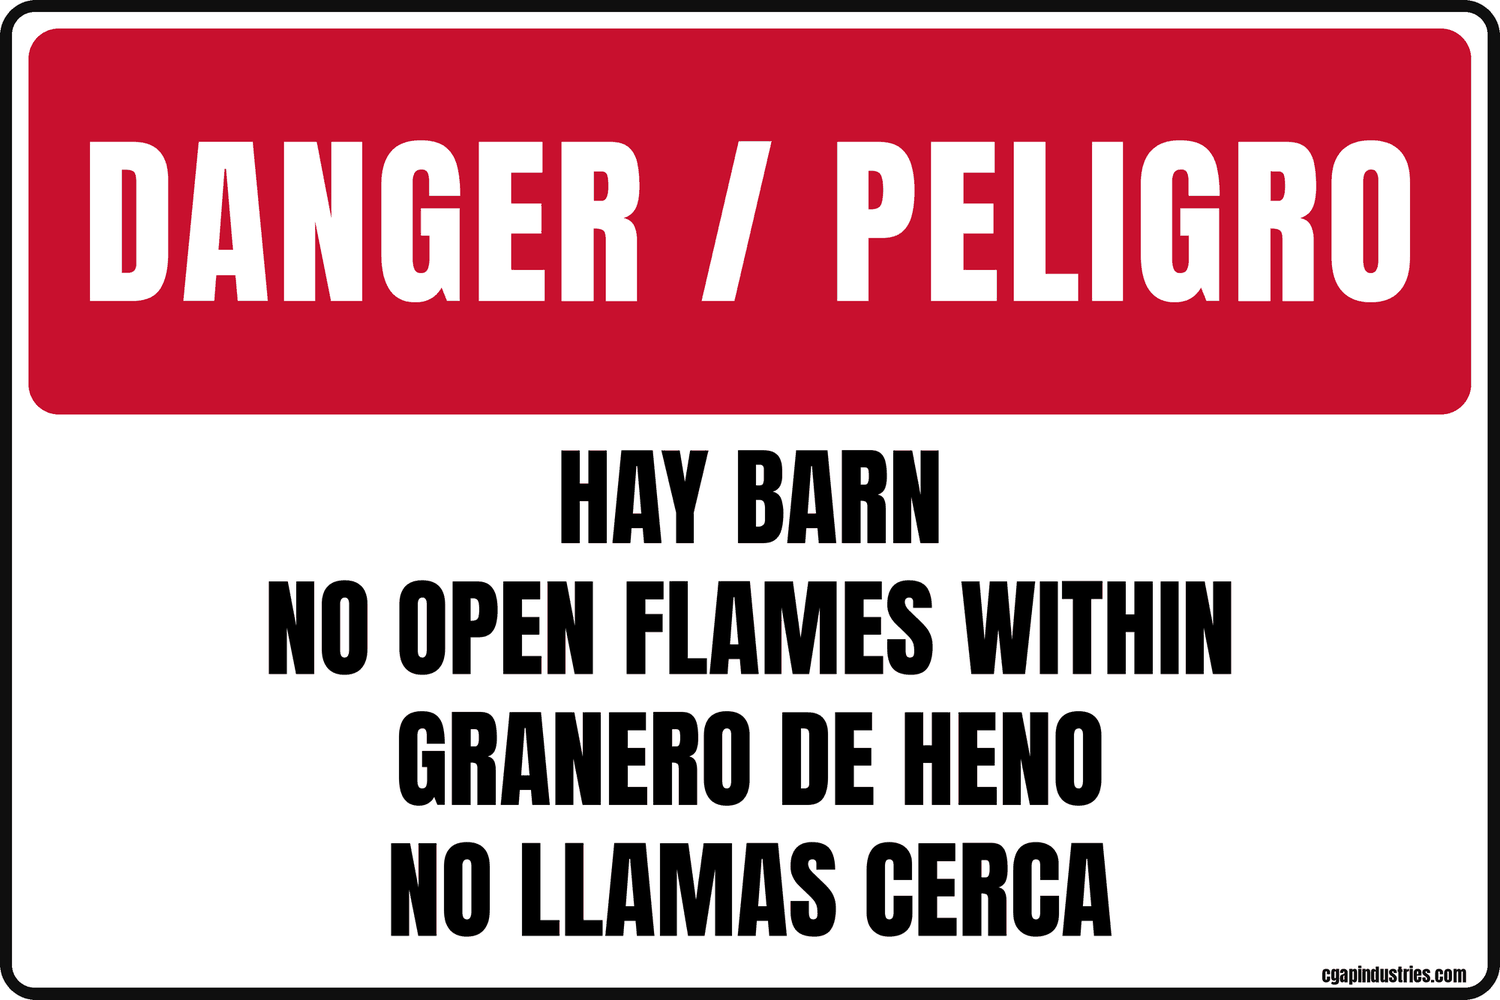 DANGER / PELIGRO
HAY BARN
NO OPEN FLAMES WITHIN
GRANERO DE HENO
NO LLAMAS CERCA
cgapindustries.com